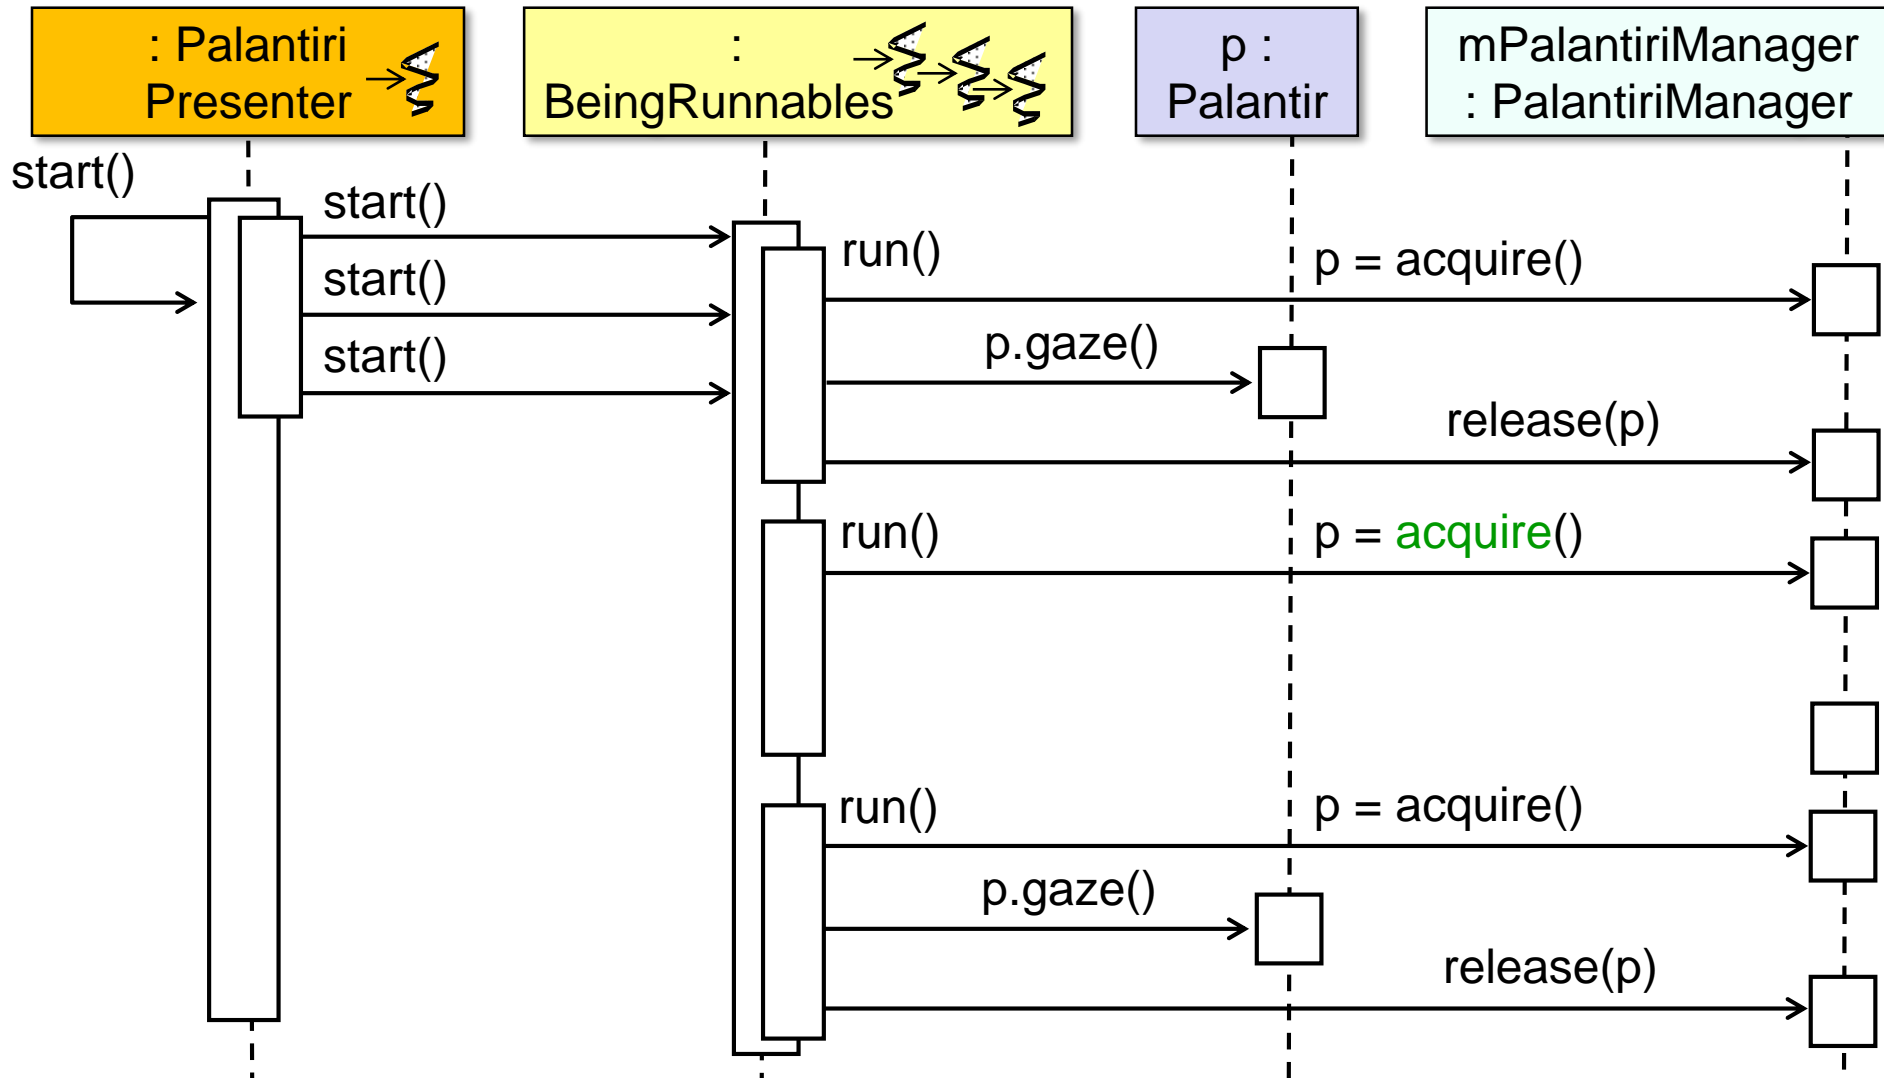 : Palantiri
Presenter
:
BeingRunnables
p :
Palantir
mPalantiriManager
: PalantiriManager
start()
start()
run()
p = acquire()
start()
p.gaze()
start()
release(p)
run()
p = acquire()
run()
p = acquire()
p.gaze()
release(p)